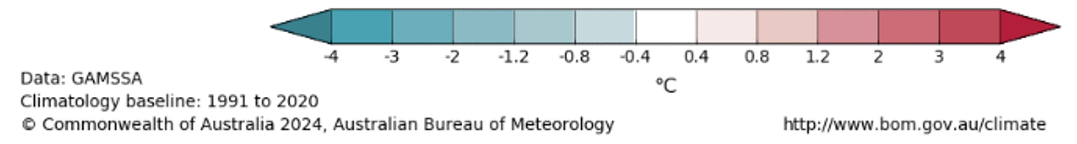 -4 -3 -2 -1.2 -0.8 -0.4 0.4 0.8 1.2 2 3 4
°C
Data: GAMSSA
Climatology baseline: 1991 to 2020
© Commonwealth of Australia 2024, Australian Bureau of Meteorology http://www.bom.gov.au/climate